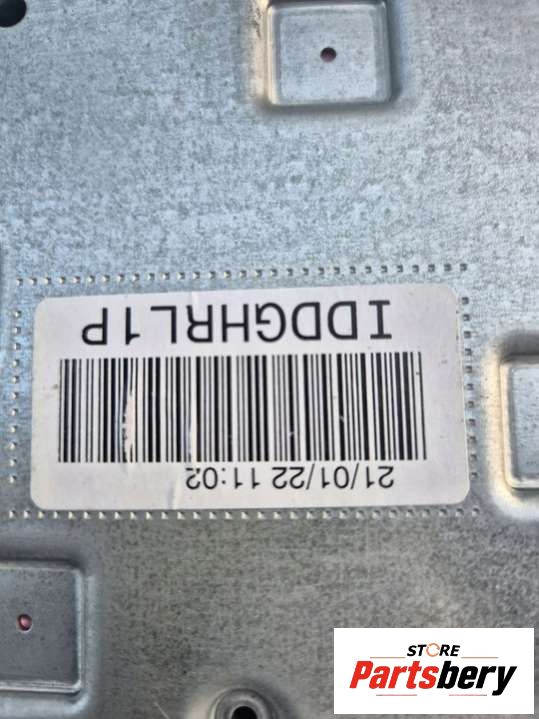 21/01/22 11:02
IDDGHRL1P
STORE
Partsbery